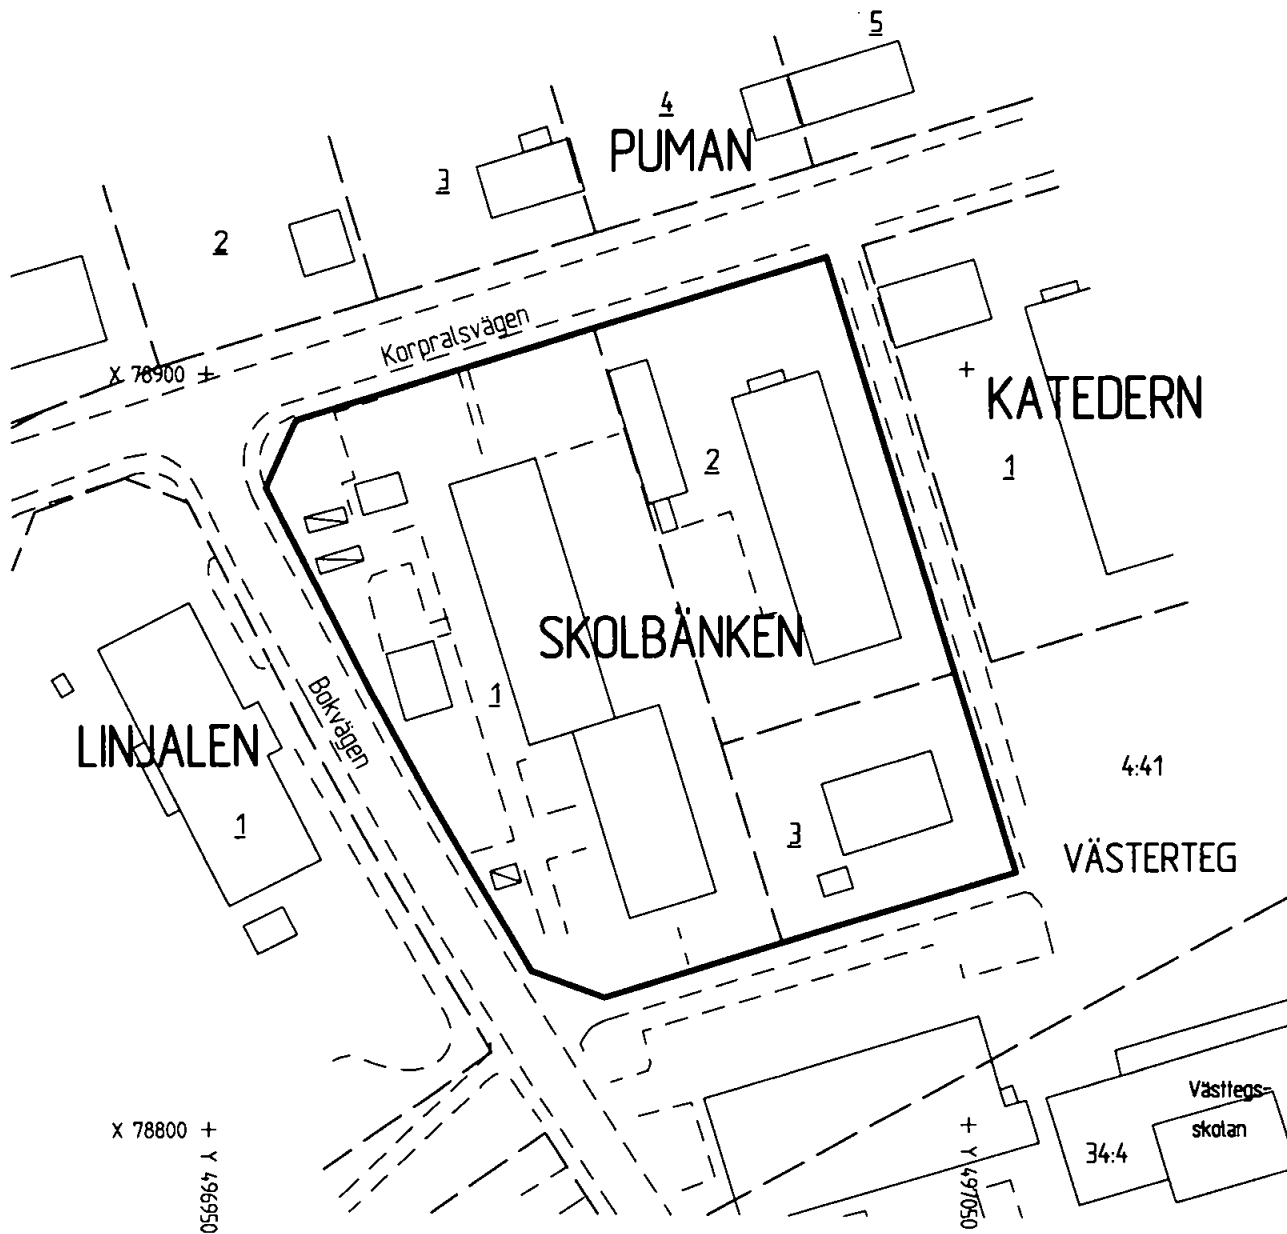 5
4
PUMAN
3
2
Korpralsvägen
X 78900
KATEDERN
2
1
SKOLBÄNKEN
1
Bokvägen
LINJALEN
4:41
1
3
VÄSTERTEG
Västtegs-
skolan
X 78800
34:4
Y 496950
Y 497050